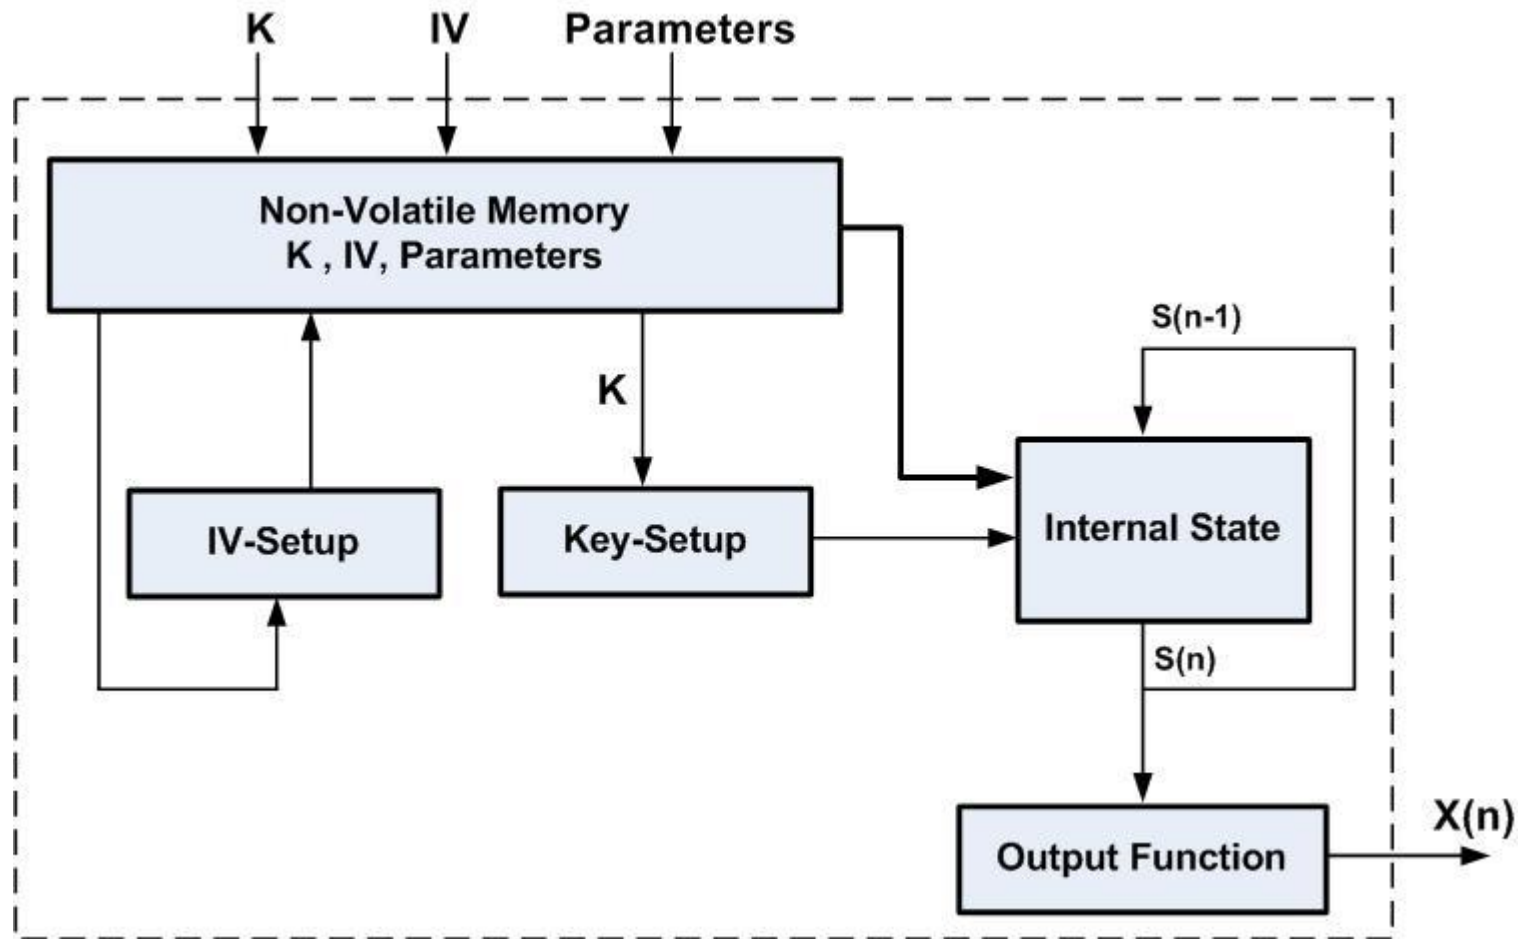 K
IV
Parameters
Non-Volatile Memory
K , IV, Parameters
S(n-1)
K
IV-Setup
Key-Setup
Internal State
S(n)
X(n)
Output Function